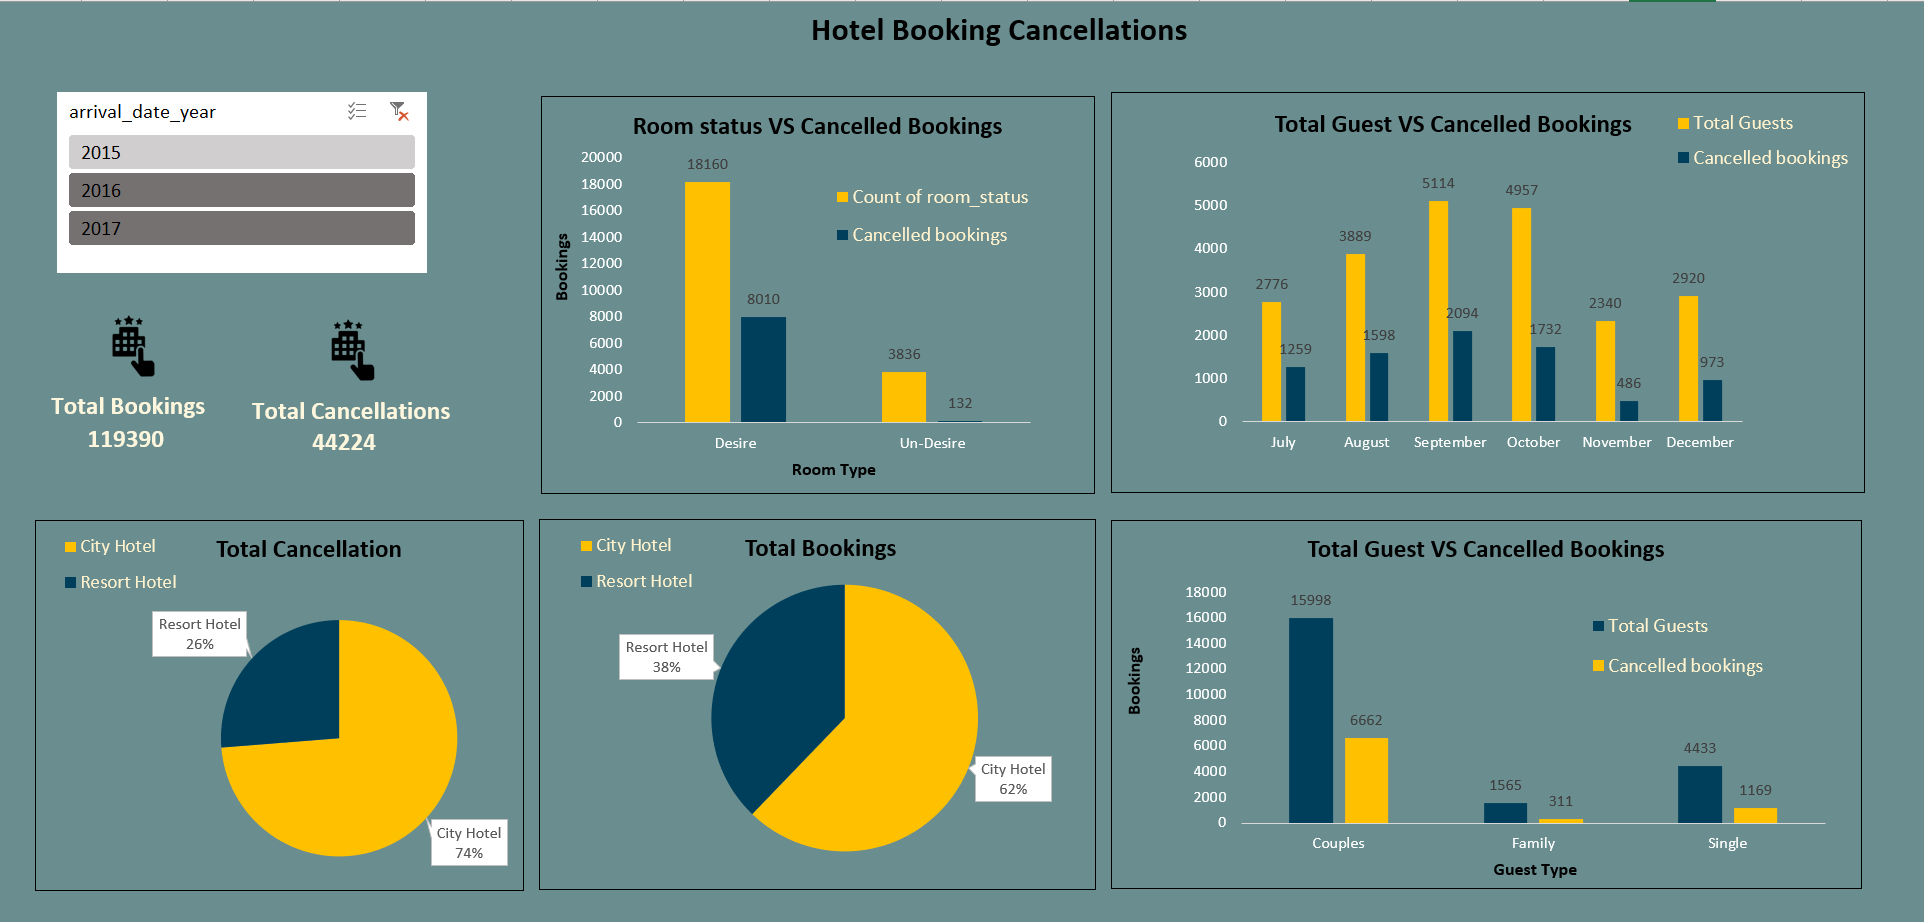 Hotel Booking Cancellations
arrival_date_year
2015
2016
2017
Total Bookings
119390
Total Cancellations
44224
Room status VS Cancelled Bookings
Count of room_status
Cancelled bookings
Bookings
20000
18000
16000
14000
12000
10000
8000
6000
4000
2000
0
18160
8010
3836
132
Desire
Un-Desire
Room Type
Total Guest VS Cancelled Bookings
Total Guests
Cancelled bookings
6000
5000
4000
3000
2000
1000
0
2776
1259
3889
1598
5114
2094
4957
1732
2340
486
2920
973
July
August
September
October
November
December
Total Cancellation
City Hotel
Resort Hotel
Resort Hotel
26%
City Hotel
74%
Total Bookings
City Hotel
Resort Hotel
Resort Hotel
38%
City Hotel
62%
Total Guest VS Cancelled Bookings
Total Guests
Cancelled bookings
Bookings
18000
16000
14000
12000
10000
8000
6000
4000
2000
0
15998
6662
1565
311
4433
1169
Couples
Family
Single
Guest Type